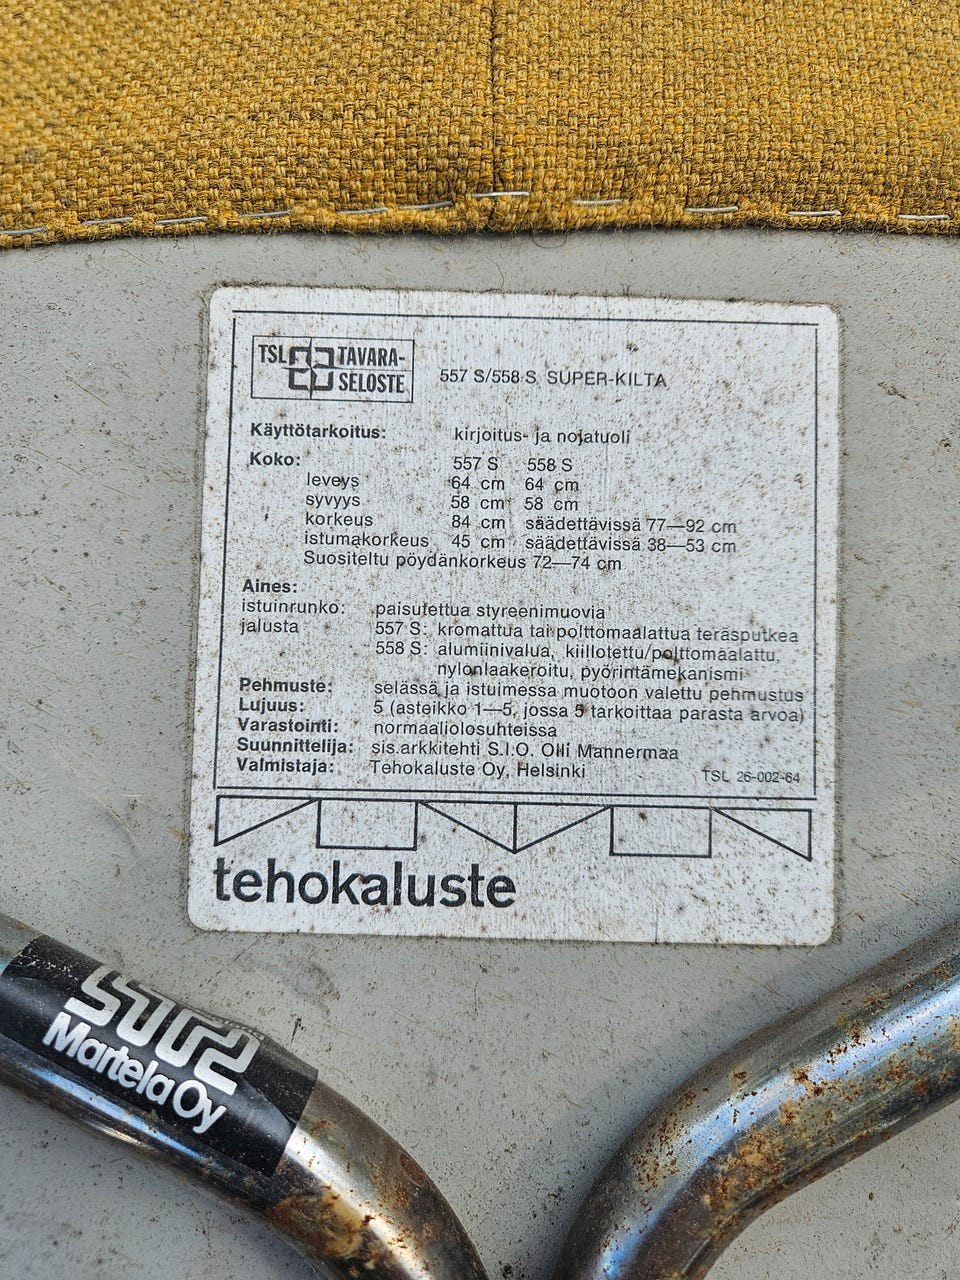 TSL TAVARA-
SELOSTE
557 S/558 S SUPER-KILTA
Käyttötarkoitus: kirjoitus- ja nojatuoli
Koko: 557 S 558 S
leveys 64 cm 64 cm
syvyys 58 cm 58 cm
korkeus 84 cm säädettävissä 77—92 cm
istumakorkeus 45 cm säädettävissä 38—53 cm
Suositeltu pöydänkorkeus 72—74 cm
Aines:
istuinrunko: paisutettua styreenimuovia
jalusta 557 S: kromattua tai polttomaalattua teräsputkea
558 S: alumiinivalua, kiillotettu/polttomaalattu,
nylonlaakeroitu, pyörintämekanismi
Pehmuste: selässä ja istuimessa muotoon valettu pehmustus
Lujuus: 5 (asteikko 1—5, jossa 5 tarkoittaa parasta arvoa)
Varastointi: normaaliolosuhteissa
Suunnittelija: sis.arkkitehti S.I.O. Olli Mannermaa
Valmistaja: Tehokaluste Oy, Helsinki
TSL 26-002-64
tehokaluste
Martela Oy